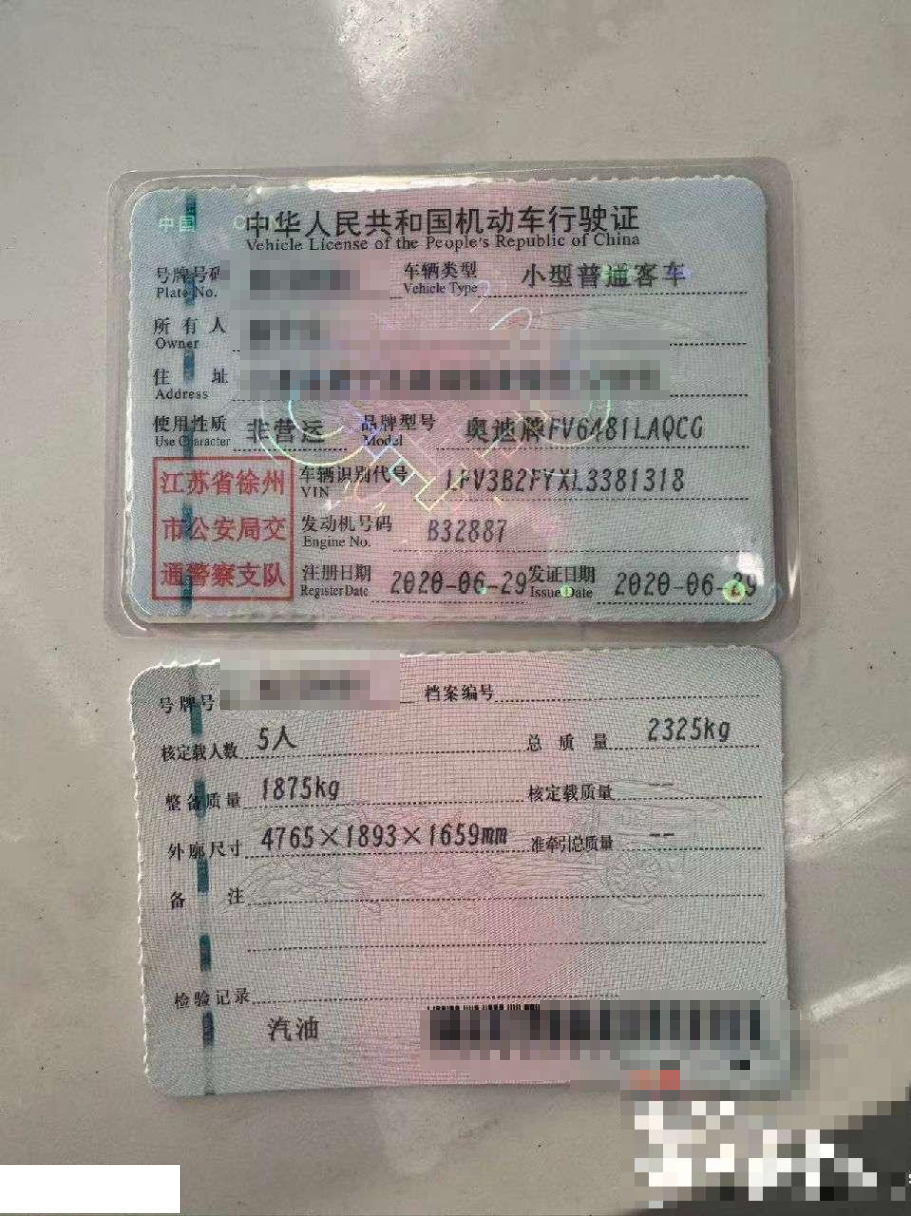 中国
中华人民共和国机动车行驶证
Vehicle License of the People's Republic of China
号牌号码 车辆类型 小型普通客车
Plate No. Vehicle Type
所有人
Owner
住址
Address
使用性质 非营运 品牌型号 奥迪牌FV6481LAQCG
Use Character Model
江苏省徐州
市公安局交
通警察支队
车辆识别代号 LFV3B2FYXL3381318
VIN
发动机号码 B32887
Engine No.
注册日期 2020-06-29 发证日期 2020-06-29
Register Date Issue Date
号牌号 档案编号
核定载人数 5人 总质量 2325kg
整备质量 1875kg 核定载质量 --
外廓尺寸 4765×1893×1659mm 准牵引总质量 --
备注
检验记录
汽油